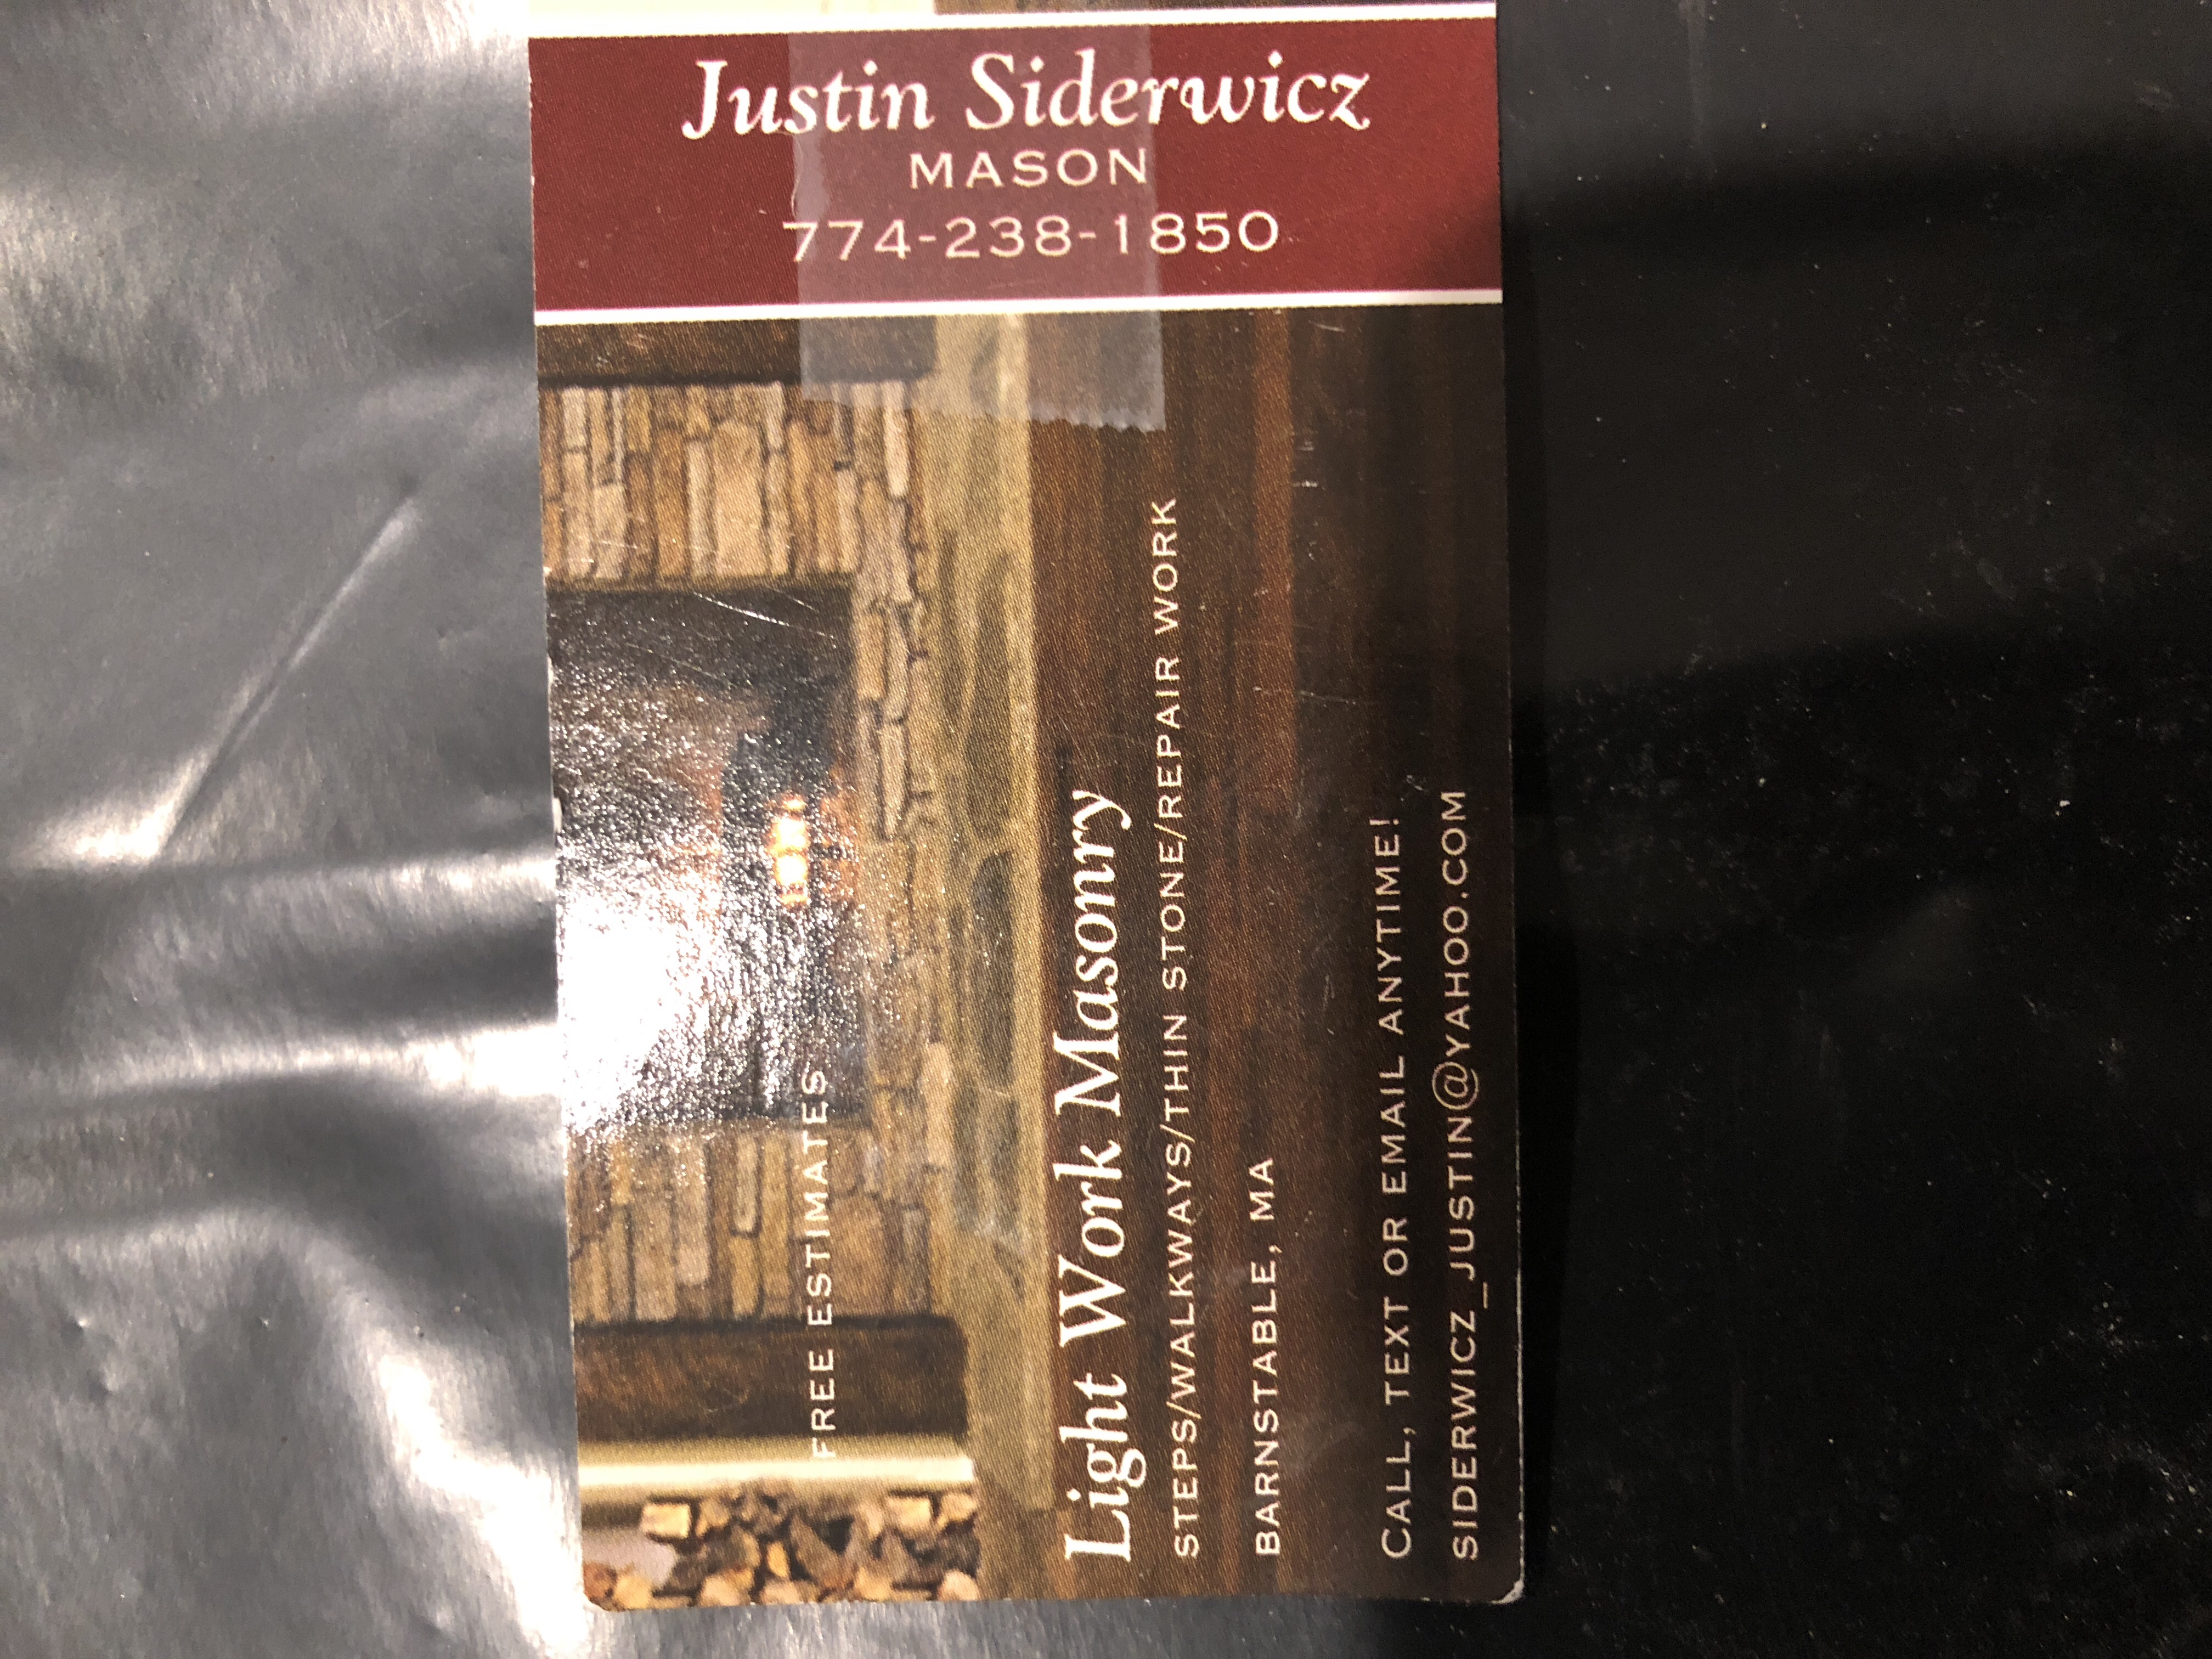 Justin Siderwicz
MASON
774-238-1850
FREE ESTIMATES
Light Work Masonry
STEPS/WALKWAYS/THIN STONE/REPAIR WORK
BARNSTABLE, MA
CALL, TEXT OR EMAIL ANYTIME!
SIDERWICZ_JUSTIN@YAHOO.COM